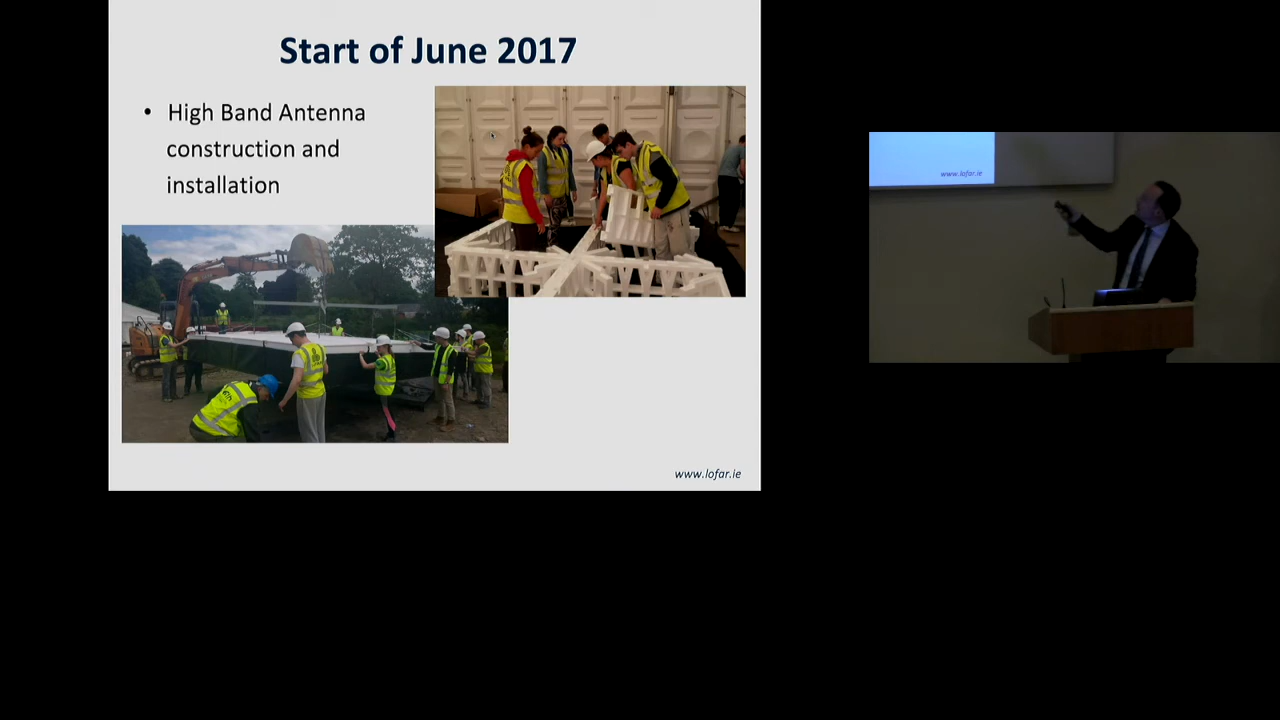 Start of June 2017
• High Band Antenna
construction and
installation
www.lofar.ie
www.lofar.ie